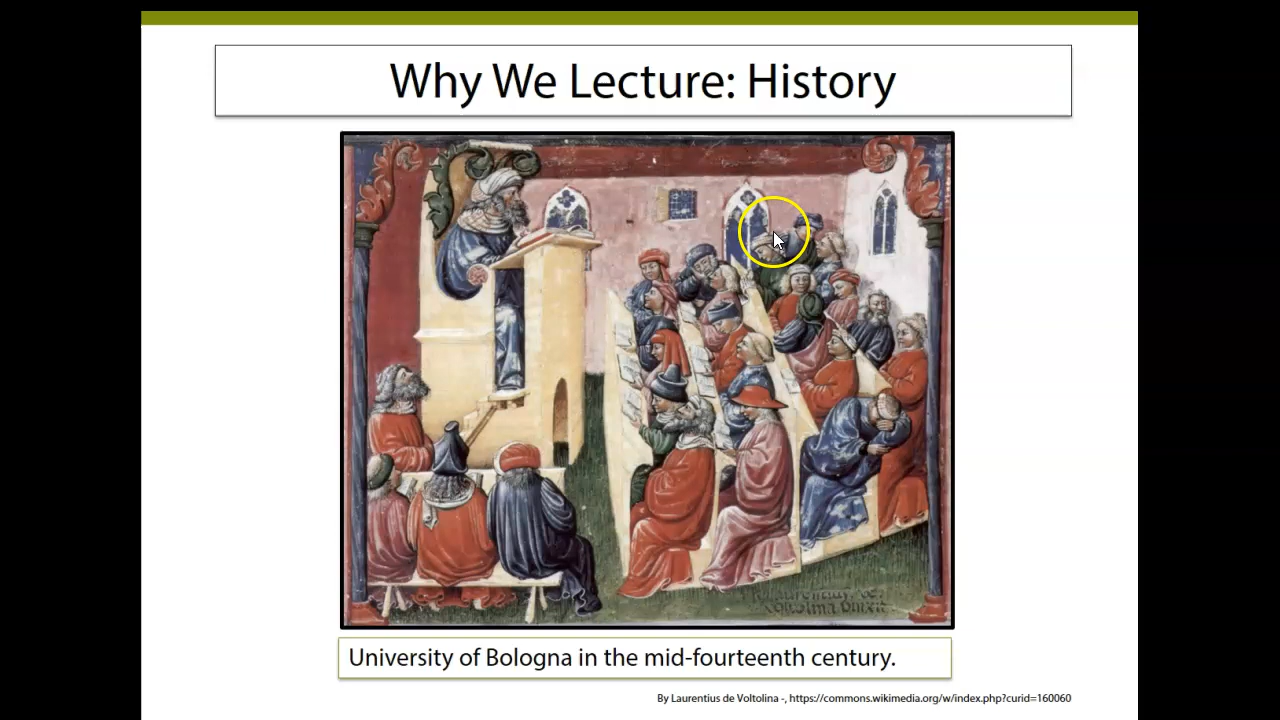 Why We Lecture: History
University of Bologna in the mid-fourteenth century.
By Laurentius de Voltolina -, https://commons.wikimedia.org/w/index.php?curid=160060